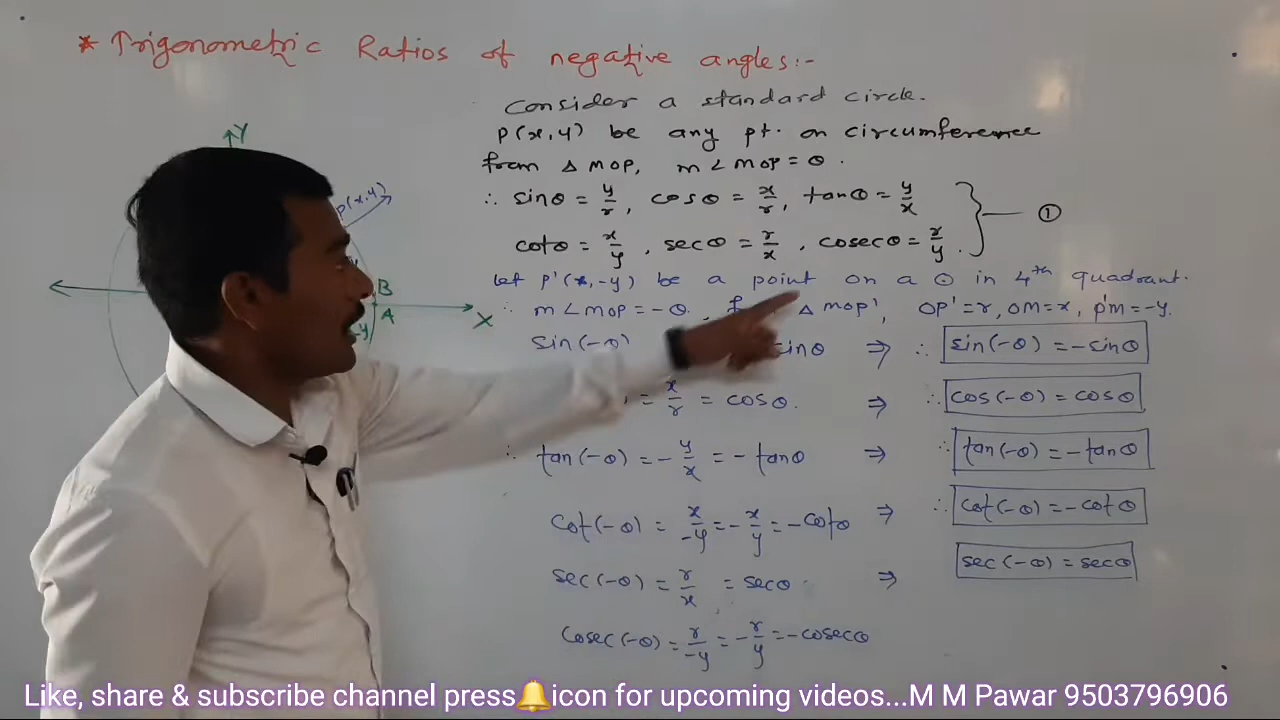 * Trigonometric Ratios of negative angles:-
Consider a standard circle.
P(x,y) be any pt. on circumference
from △ MOP, m∠MOP = θ.
∴ sinθ = y/r, cosθ = x/r, tanθ = y/x
cotθ = x/y, secθ = r/x, cosecθ = r/y. ①
let P'(x,-y) be a point on a ⊙ in 4th quadrant.
∴ m∠MOP = -θ, △ MOP', OP'=r, OM=x, P'M=-y.
sin(-θ) sinθ ⇒ ∴ sin(-θ) = -sinθ
= x/r = cosθ. ⇒ ∴ cos(-θ) = cosθ
∴ tan(-θ) = -y/x = - tanθ ⇒ ∴ tan(-θ) = -tanθ
cot(-θ) = x/-y = -x/y = -cotθ ⇒ ∴ cot(-θ) = -cotθ
sec(-θ) = r/x = secθ ⇒ sec(-θ) = secθ
cosec(-θ) = r/-y = -r/y = -cosecθ
Y
P(x,y)
B
A
X
-y
Like, share & subscribe channel press🔔icon for upcoming videos...M M Pawar 9503796906